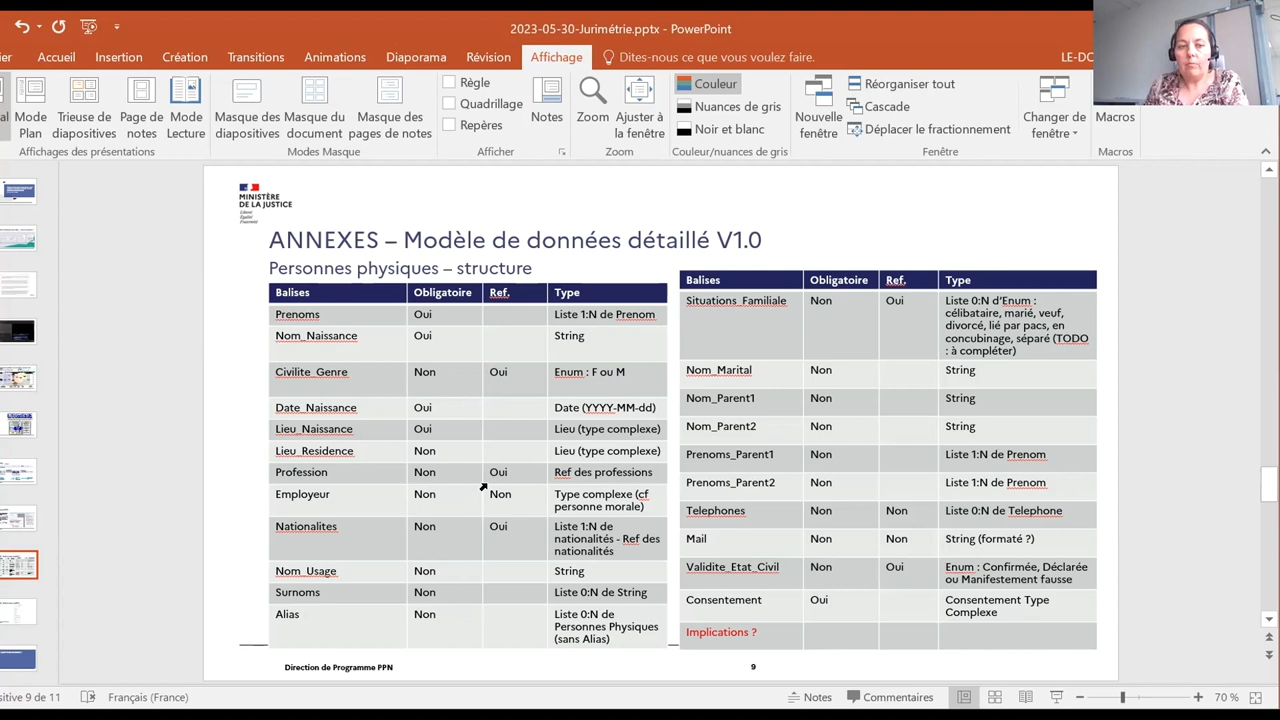 2023-05-30-Jurimétrie.pptx - PowerPoint
ier Accueil Insertion Création Transitions Animations Diaporama Révision Affichage Dites-nous ce que vous voulez faire. LE-DC
Mode Plan
Trieuse de diapositives
Page de notes
Mode Lecture
Affichages des présentations
Masque des diapositives
Masque du document
Masque des pages de notes
Modes Masque
Règle
Quadrillage
Repères
Notes
Afficher
Zoom
Ajuster à la fenêtre
Zoom
Couleur
Nuances de gris
Noir et blanc
Couleur/nuances de gris
Nouvelle fenêtre
Réorganiser tout
Cascade
Déplacer le fractionnement
Changer de fenêtre
Fenêtre
Macros
Macros
MINISTÈRE
DE LA JUSTICE
Liberté
Égalité
Fraternité
ANNEXES – Modèle de données détaillé V1.0
Personnes physiques – structure
Balises Obligatoire Ref. Type
Prenoms Oui Liste 1:N de Prenom
Nom_Naissance Oui String
Civilite_Genre Non Oui Enum : F ou M
Date_Naissance Oui Date (YYYY-MM-dd)
Lieu_Naissance Oui Lieu (type complexe)
Lieu_Residence Non Lieu (type complexe)
Profession Non Oui Ref des professions
Employeur Non Non Type complexe (cf
personne morale)
Nationalites Non Oui Liste 1:N de
nationalités - Ref des
nationalités
Nom_Usage Non String
Surnoms Non Liste 0:N de String
Alias Non Liste 0:N de
Personnes Physiques
(sans Alias)
Balises Obligatoire Ref. Type
Situations_Familiale Non Oui Liste 0:N d'Enum :
célibataire, marié, veuf,
divorcé, lié par pacs, en
concubinage, séparé (TODO
: à compléter)
Nom_Marital Non String
Nom_Parent1 Non String
Nom_Parent2 Non String
Prenoms_Parent1 Non Liste 1:N de Prenom
Prenoms_Parent2 Non Liste 1:N de Prenom
Telephones Non Non Liste 0:N de Telephone
Mail Non Non String (formaté ?)
Validite_Etat_Civil Non Oui Enum : Confirmée, Déclarée
ou Manifestement fausse
Consentement Oui Consentement Type
Complexe
Implications ?
Direction de Programme PPN 9
sitive 9 de 11 Français (France) Notes Commentaires 70 %